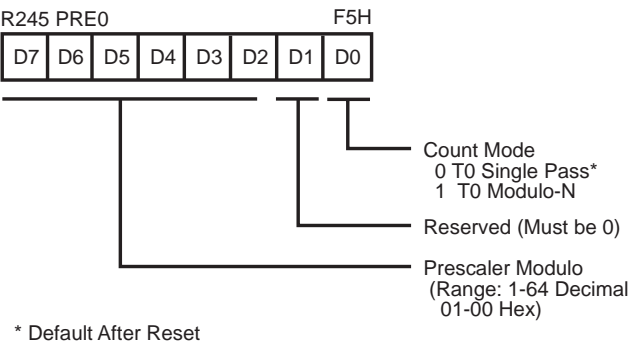 R245 PRE0 F5H
D7 D6 D5 D4 D3 D2 D1 D0
Count Mode
0 T0 Single Pass*
1 T0 Modulo-N
Reserved (Must be 0)
Prescaler Modulo
(Range: 1-64 Decimal
01-00 Hex)
* Default After Reset